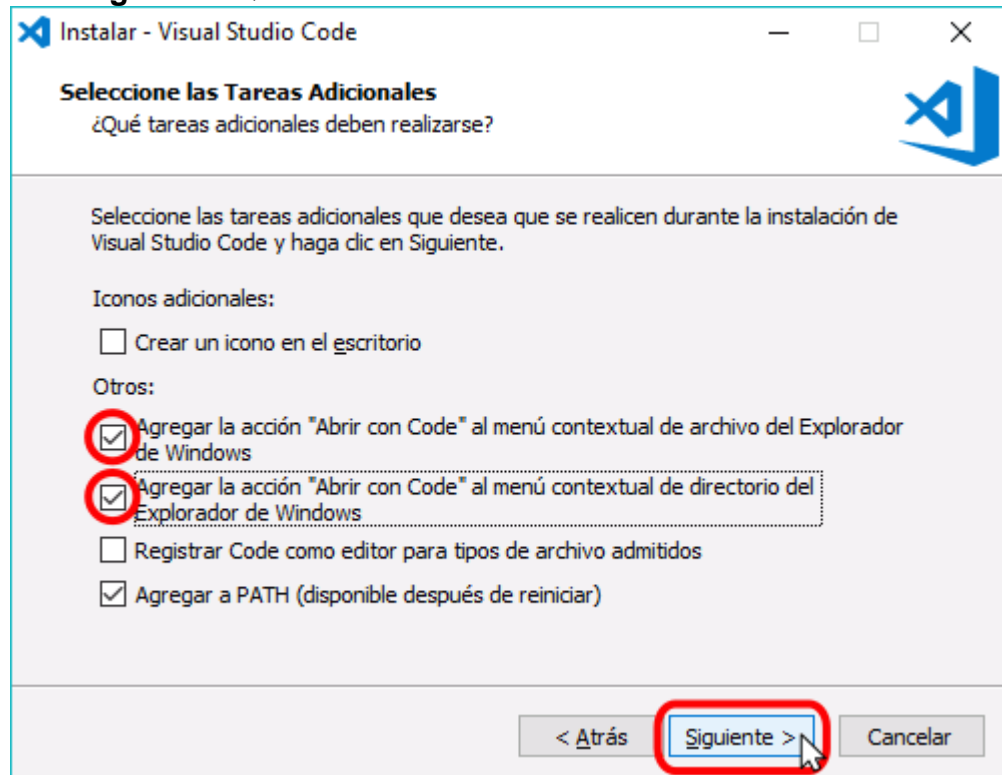 Instalar - Visual Studio Code
Seleccione las Tareas Adicionales
¿Qué tareas adicionales deben realizarse?
Seleccione las tareas adicionales que desea que se realicen durante la instalación de
Visual Studio Code y haga clic en Siguiente.
Iconos adicionales:
Crear un icono en el escritorio
Otros:
Agregar la acción "Abrir con Code" al menú contextual de archivo del Explorador
de Windows
Agregar la acción "Abrir con Code" al menú contextual de directorio del
Explorador de Windows
Registrar Code como editor para tipos de archivo admitidos
Agregar a PATH (disponible después de reiniciar)
< Atrás
Siguiente >
Cancelar